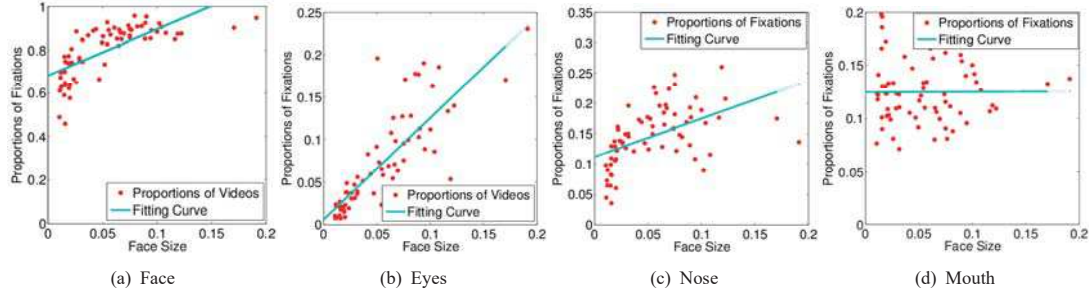 Proportions of Fixations
1
0.8
0.6
0.4
0.2
0
0
0.05
0.1
0.15
0.2
Face Size
Proportions of Videos
Fitting Curve
(a) Face
Proportions of Fixations
0.25
0.2
0.15
0.1
0.05
0
0
0.05
0.1
0.15
0.2
Face Size
Proportions of Videos
Fitting Curve
(b) Eyes
Proportions of Fixations
0.35
0.3
0.25
0.2
0.15
0.1
0.05
0
0
0.05
0.1
0.15
0.2
Face Size
Proportions of Fixations
Fitting Curve
(c) Nose
Proportions of Fixations
0.2
0.15
0.1
0.05
0
0
0.05
0.1
0.15
0.2
Face Size
Proportions of Fixations
Fitting Curve
(d) Mouth